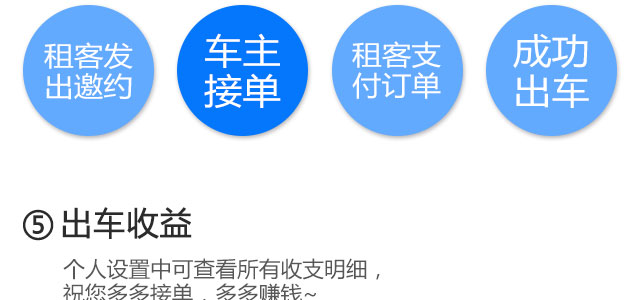 租客发
出邀约
车主
接单
租客支
付订单
成功
出车
⑤ 出车收益
个人设置中可查看所有收支明细，
祝您多多接单，多多赚钱~